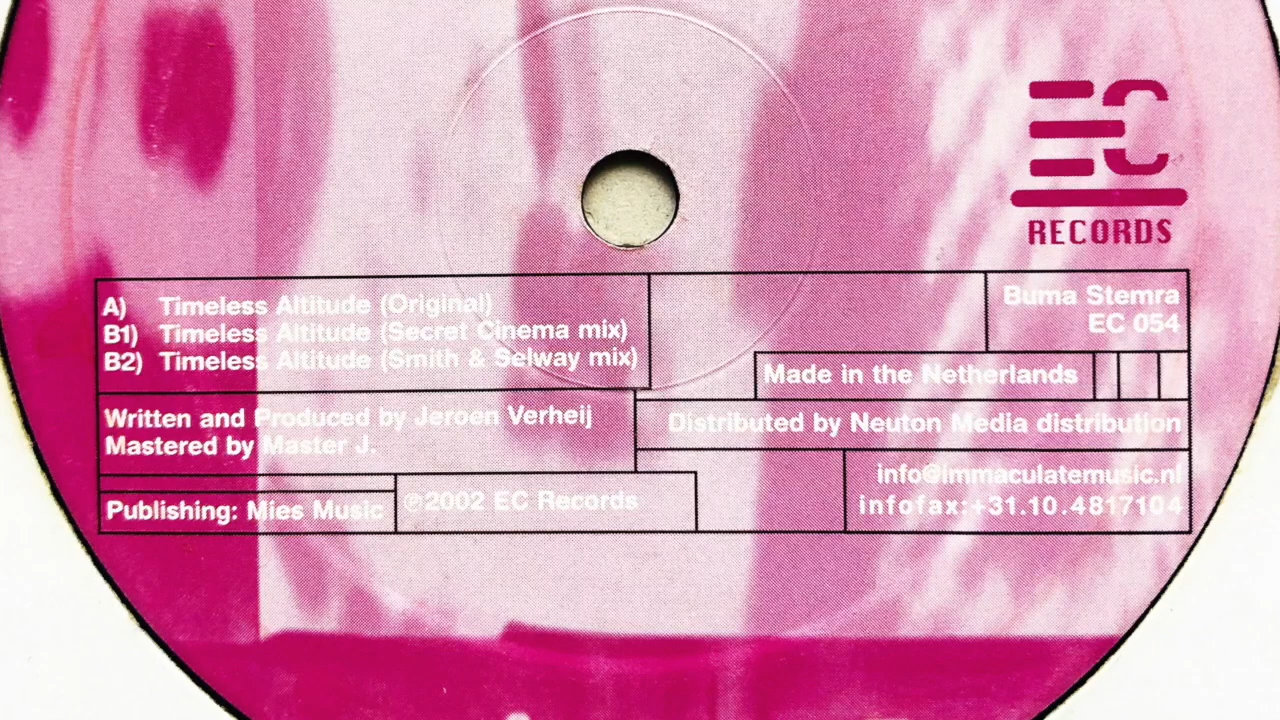 EC
RECORDS
A) Timeless Altitude (Original)
B1) Timeless Altitude (Secret Cinema mix)
B2) Timeless Altitude (Smith & Selway mix)
Buma Stemra
EC 054
Made in the Netherlands
Written and Produced by Jeroen Verheij
Mastered by Master J.
Distributed by Neuton Media distribution
Publishing: Mies Music
℗2002 EC Records
info@immaculatemusic.nl
infofax:+31.10.4817104